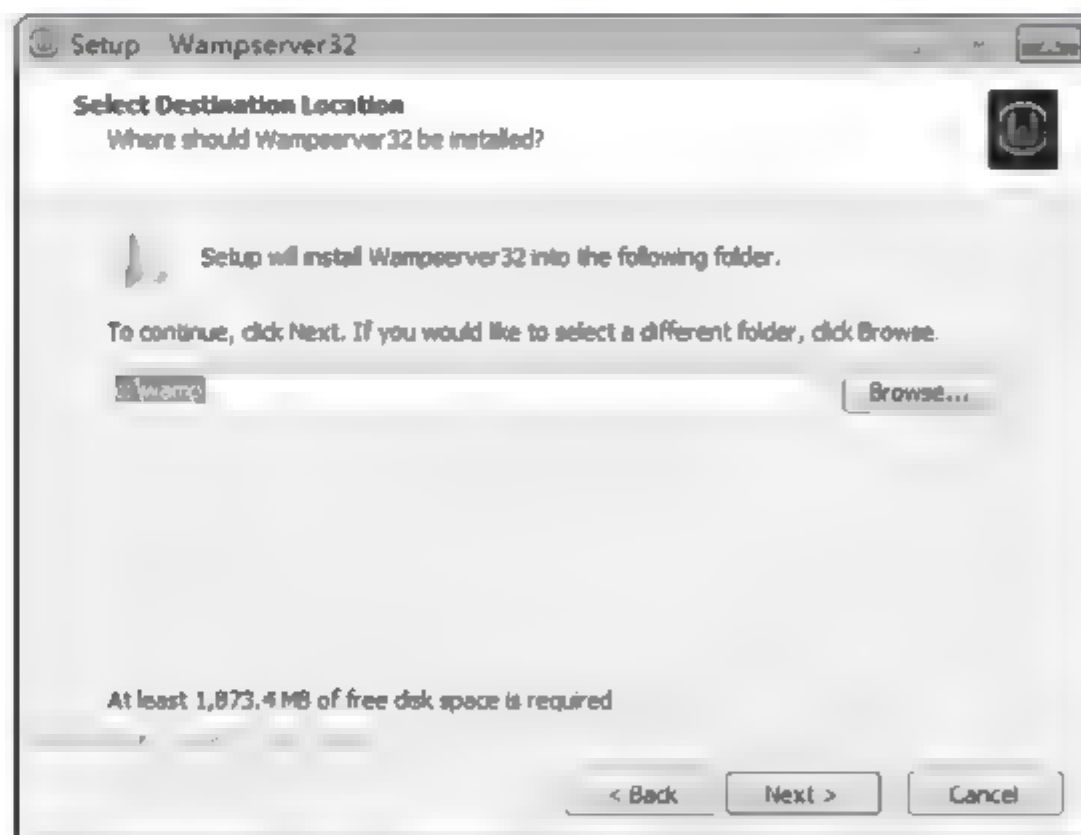 Setup Wampserver32
Select Destination Location
Where should Wampserver32 be installed?
Setup will install Wampserver32 into the following folder.
To continue, click Next. If you would like to select a different folder, click Browse.
c:\wamp
Browse...
At least 1,873.4 MB of free disk space is required
< Back
Next >
Cancel